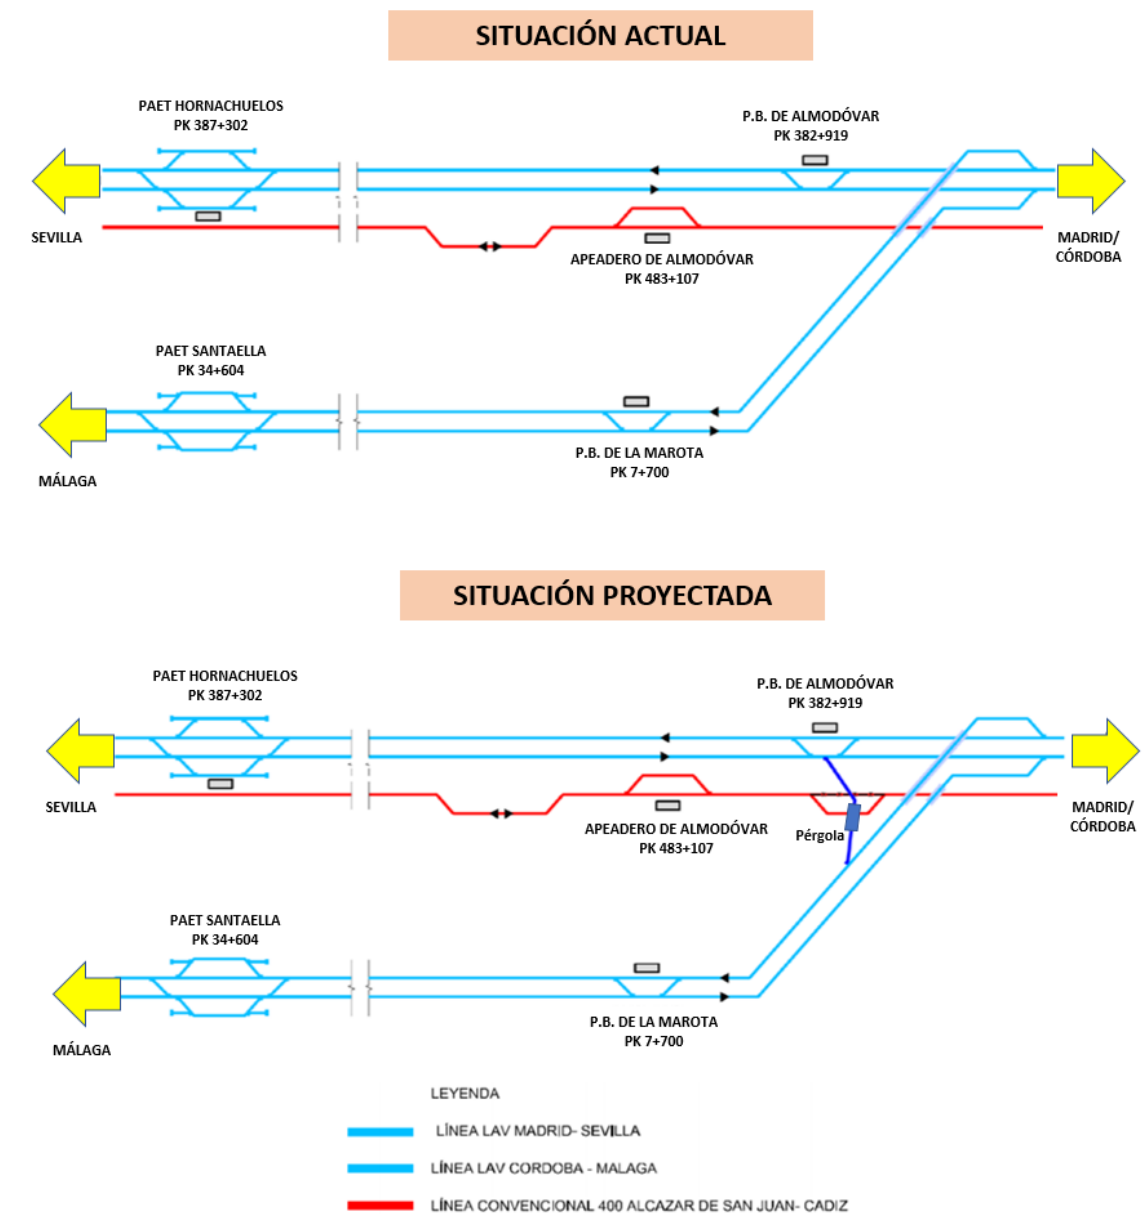 SITUACIÓN ACTUAL
PAET HORNACHUELOS
PK 387+302
P.B. DE ALMODÓVAR
PK 382+919
SEVILLA
MADRID/
CÓRDOBA
APEADERO DE ALMODÓVAR
PK 483+107
PAET SANTAELLA
PK 34+604
P.B. DE LA MAROTA
PK 7+700
MÁLAGA
SITUACIÓN PROYECTADA
PAET HORNACHUELOS
PK 387+302
P.B. DE ALMODÓVAR
PK 382+919
SEVILLA
MADRID/
CÓRDOBA
APEADERO DE ALMODÓVAR
PK 483+107
Pérgola
PAET SANTAELLA
PK 34+604
P.B. DE LA MAROTA
PK 7+700
MÁLAGA
LEYENDA
LÍNEA LAV MADRID- SEVILLA
LÍNEA LAV CORDOBA - MALAGA
LÍNEA CONVENCIONAL 400 ALCAZAR DE SAN JUAN- CADIZ